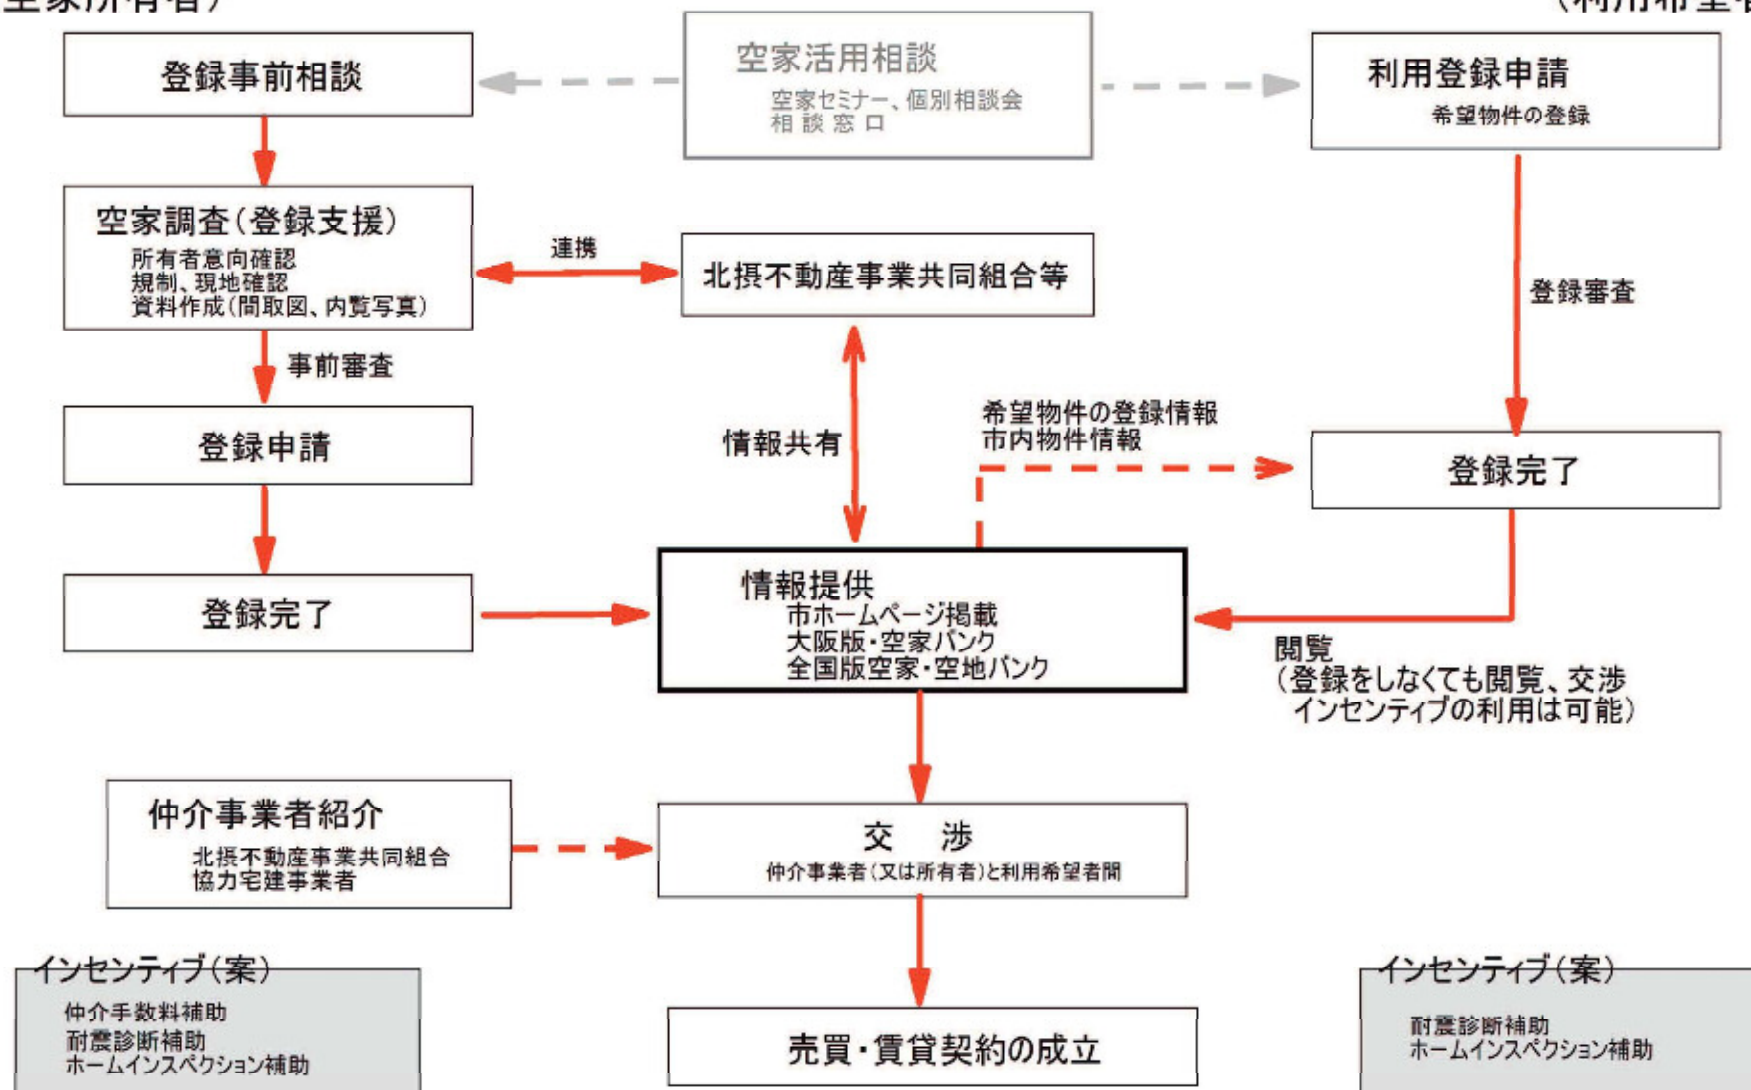 空家所有者）
（利用希望者
登録事前相談
空家活用相談
空家セミナー、個別相談会
相談窓口
利用登録申請
希望物件の登録
空家調査（登録支援）
所有者意向確認
規制、現地確認
資料作成（間取図、内覧写真）
連携
北摂不動産事業共同組合等
登録審査
事前審査
登録申請
情報共有
希望物件の登録情報
市内物件情報
登録完了
登録完了
情報提供
市ホームページ掲載
大阪版・空家バンク
全国版空家・空地バンク
閲覧
（登録をしなくても閲覧、交渉
インセンティブの利用は可能）
仲介事業者紹介
北摂不動産事業共同組合
協力宅建事業者
交　渉
仲介事業者（又は所有者）と利用希望者間
インセンティブ（案）
仲介手数料補助
耐震診断補助
ホームインスペクション補助
売買・賃貸契約の成立
インセンティブ（案）
耐震診断補助
ホームインスペクション補助